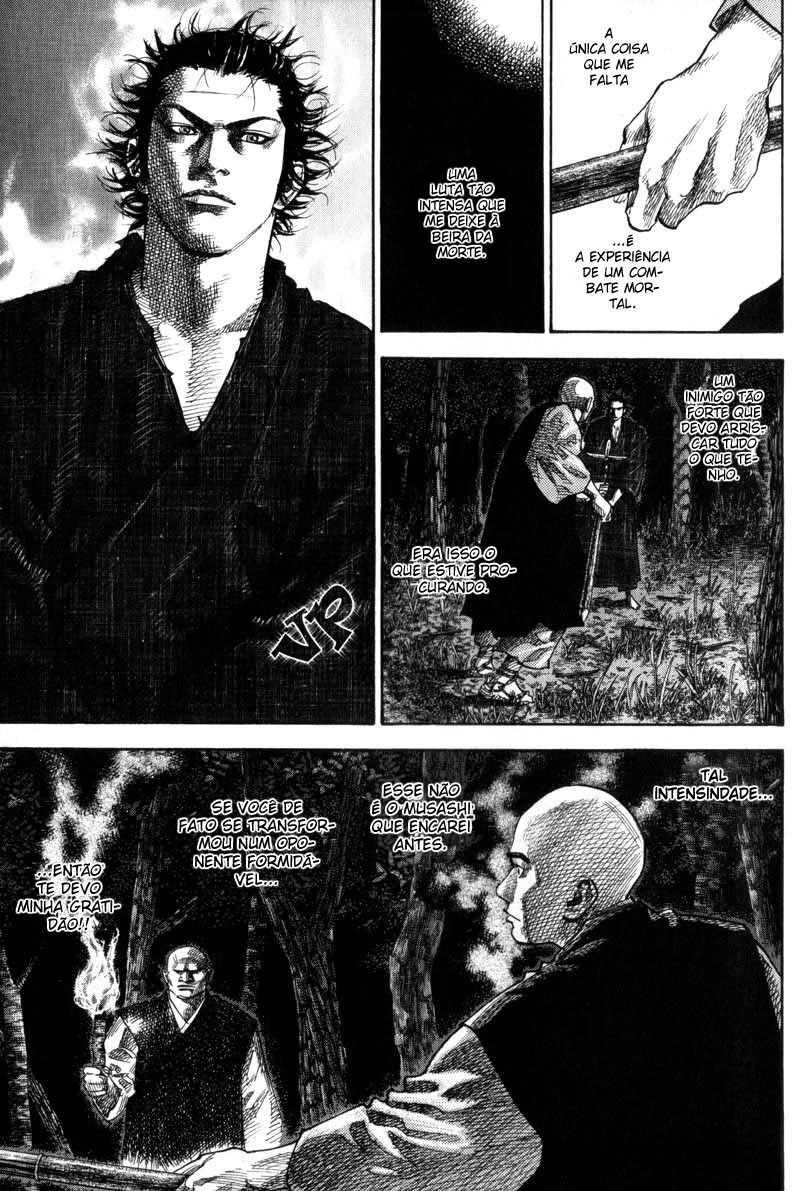 A
ÚNICA COISA
QUE ME
FALTA
...É
A EXPERIÊNCIA
DE UM COM-
BATE MOR-
TAL.
UMA
LUTA TÃO
INTENSA QUE
ME DEIXE À
BEIRA DA
MORTE.
VP
UM
INIMIGO TÃO
FORTE QUE
DEVO ARRIS-
CAR TUDO
O QUE TE-
NHO.
ERA ISSO O
QUE ESTIVE PRO-
CURANDO.
TAL
INTENSINDADE...
ESSE NÃO
É O MUSASHI
QUE ENCAREI
ANTES.
SE VOCÊ DE
FATO SE TRANSFOR-
MOU NUM OPO-
NENTE FORMIDÁ-
VEL...
...ENTÃO
TE DEVO
MINHA GRATI-
DÃO!!